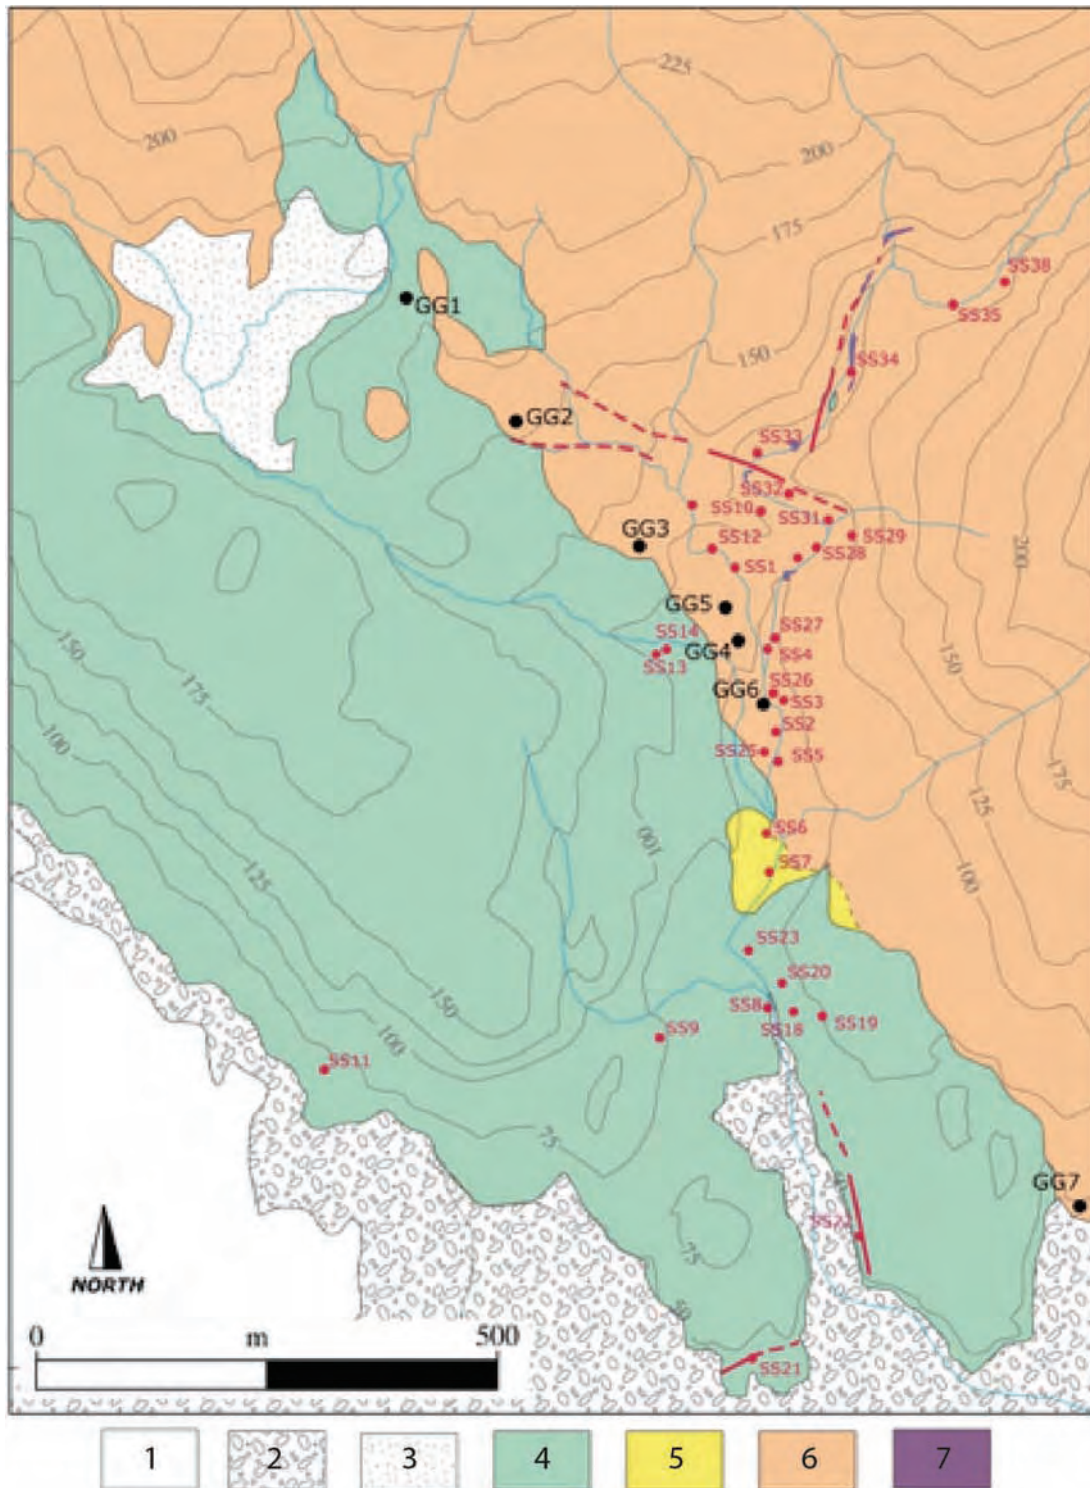 225
200
200
175
SS38
GG1
SS35
150
SS34
GG2
SS33
SS32
SS10
SS31
GG3
SS12
SS29
SS28
200
SS1
GG5
SS27
SS14
GG4
SS4
150
SS13
150
175
SS26
GG6
SS3
SS2
100
SS25
SS5
175
125
SS6
100
SS7
125
100
SS23
SS20
150
SS8
SS18
SS19
100
SS9
SS11
75
50
GG7
SS22
75
NORTH
50
0 m 500
SS21
1 2 3 4 5 6 7